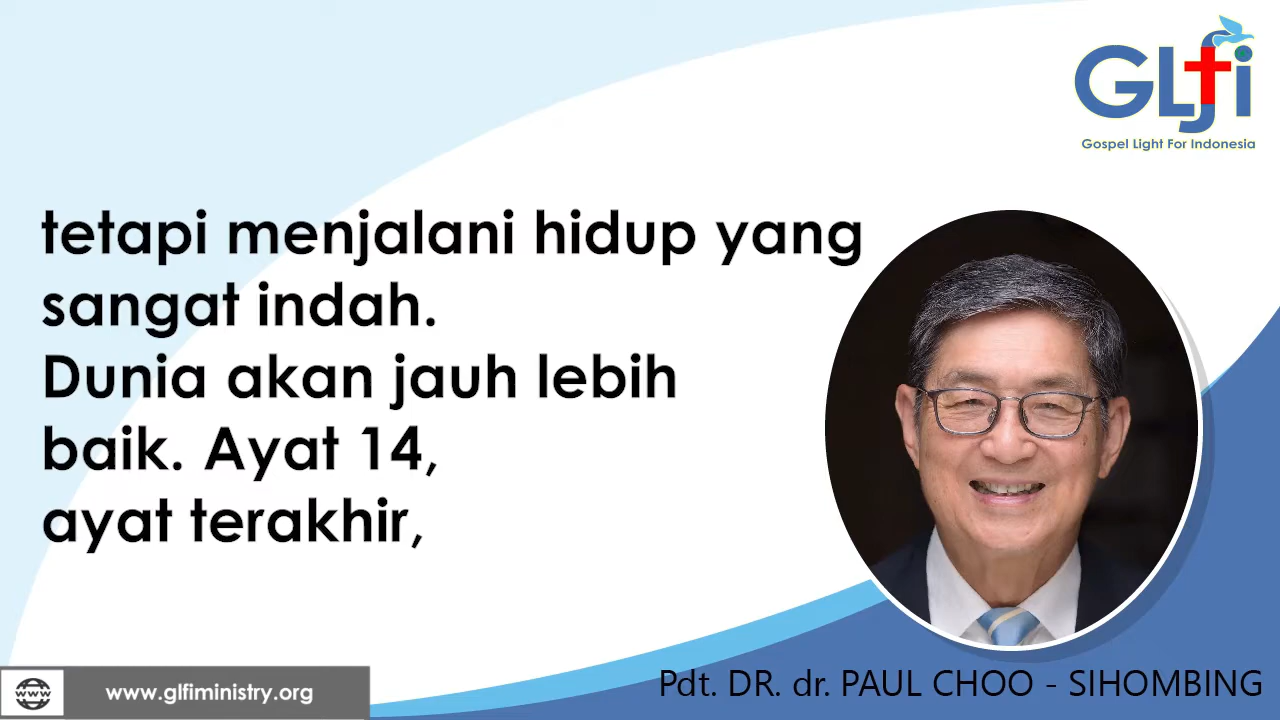 GLfi
Gospel Light For Indonesia
tetapi menjalani hidup yang
sangat indah.
Dunia akan jauh lebih
baik. Ayat 14,
ayat terakhir,
www
www.glfiministry.org
Pdt. DR. dr. PAUL CHOO - SIHOMBING